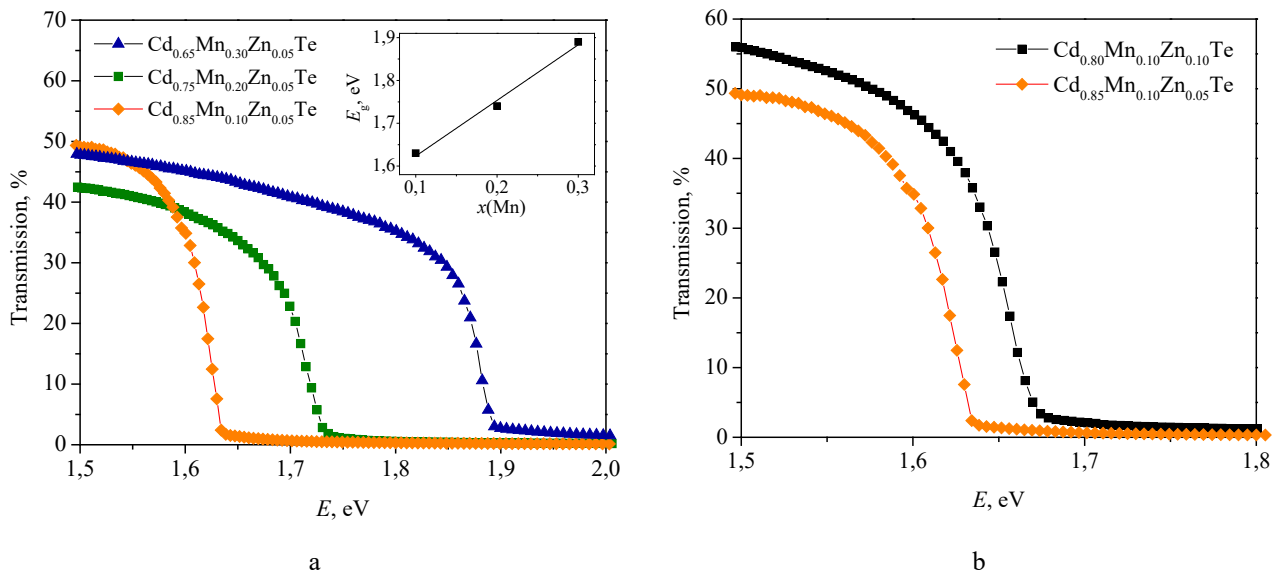 70
60
50
40
30
20
10
0
Transmission, %
Cd0.65Mn0.30Zn0.05Te
Cd0.75Mn0.20Zn0.05Te
Cd0.85Mn0.10Zn0.05Te
1,9
1,8
1,7
1,6
Eg, eV
0,1 0,2 0,3
x(Mn)
1,5 1,6 1,7 1,8 1,9 2,0
E, eV
a
60
50
40
30
20
10
0
Transmission, %
Cd0.80Mn0.10Zn0.10Te
Cd0.85Mn0.10Zn0.05Te
1,5 1,6 1,7 1,8
E, eV
b